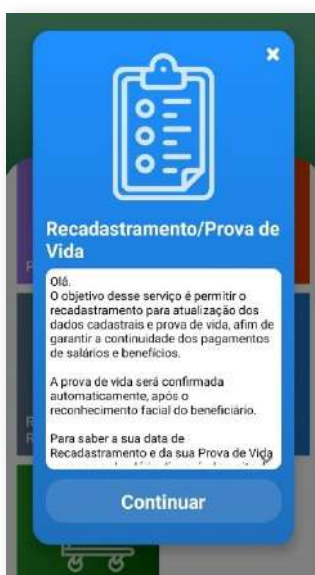 Recadastramento/Prova de
Vida
Olá.
O objetivo desse serviço é permitir o
recadastramento para atualização dos
dados cadastrais e prova de vida, afim de
garantir a continuidade dos pagamentos
de salários e benefícios.
A prova de vida será confirmada
automaticamente, após o
reconhecimento facial do beneficiário.
Para saber a sua data de
Recadastramento e da sua Prova de Vida
Continuar